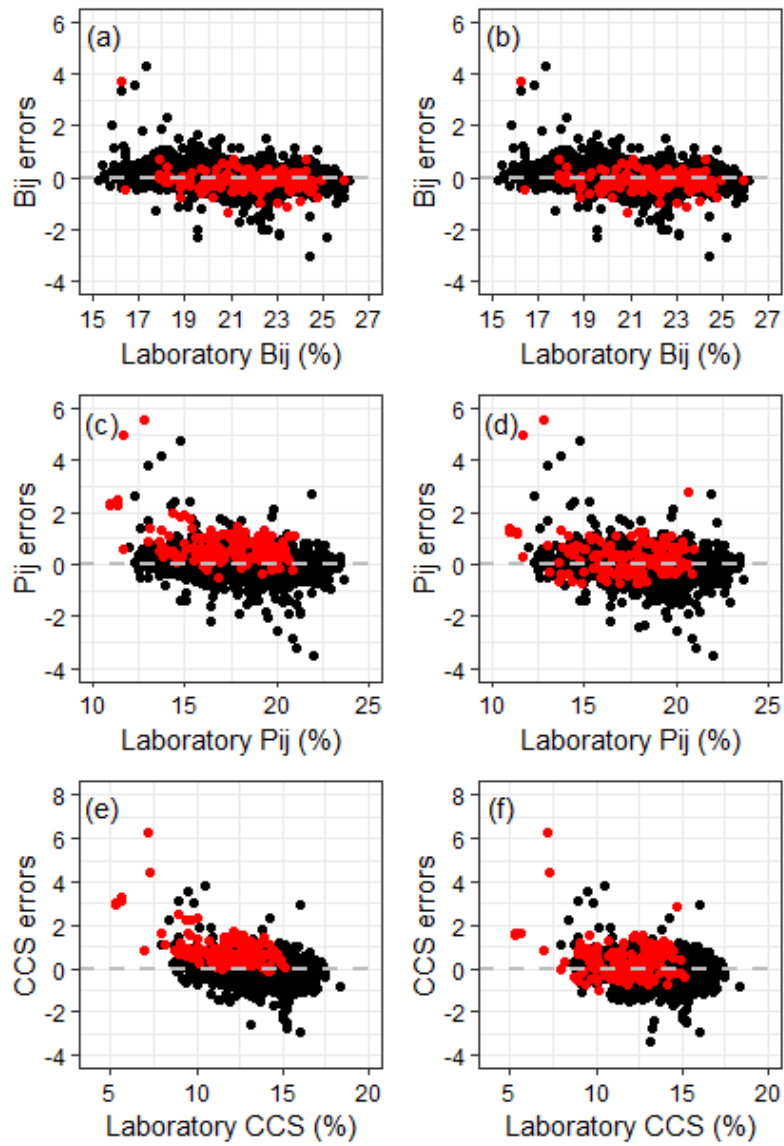 (a)
6
4
2
0
-2
-4
Bij errors
15 17 19 21 23 25 27
Laboratory Bij (%)
(b)
6
4
2
0
-2
-4
Bij errors
15 17 19 21 23 25 27
Laboratory Bij (%)
(c)
6
4
2
0
-2
-4
Pij errors
10 15 20 25
Laboratory Pij (%)
(d)
6
4
2
0
-2
-4
Pij errors
10 15 20 25
Laboratory Pij (%)
(e)
8
6
4
2
0
-2
-4
CCS errors
5 10 15 20
Laboratory CCS (%)
(f)
8
6
4
2
0
-2
-4
CCS errors
5 10 15 20
Laboratory CCS (%)